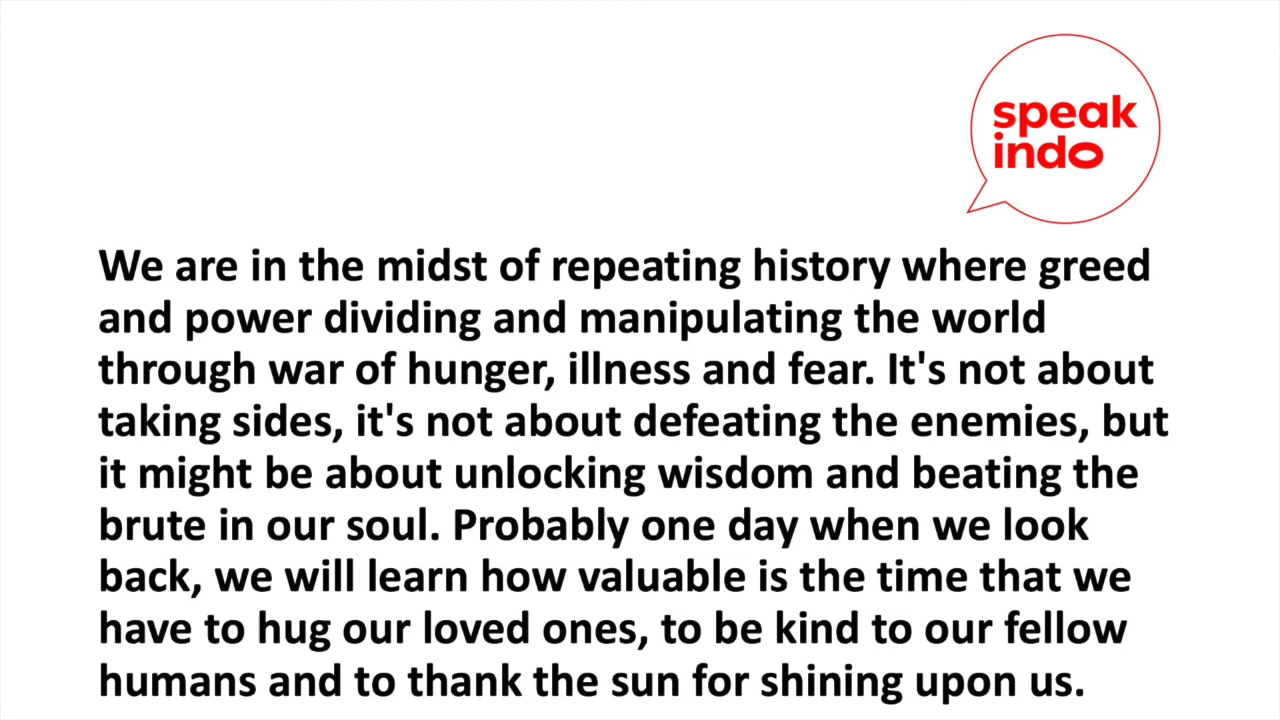 speak
indo
We are in the midst of repeating history where greed
and power dividing and manipulating the world
through war of hunger, illness and fear. It's not about
taking sides, it's not about defeating the enemies, but
it might be about unlocking wisdom and beating the
brute in our soul. Probably one day when we look
back, we will learn how valuable is the time that we
have to hug our loved ones, to be kind to our fellow
humans and to thank the sun for shining upon us.